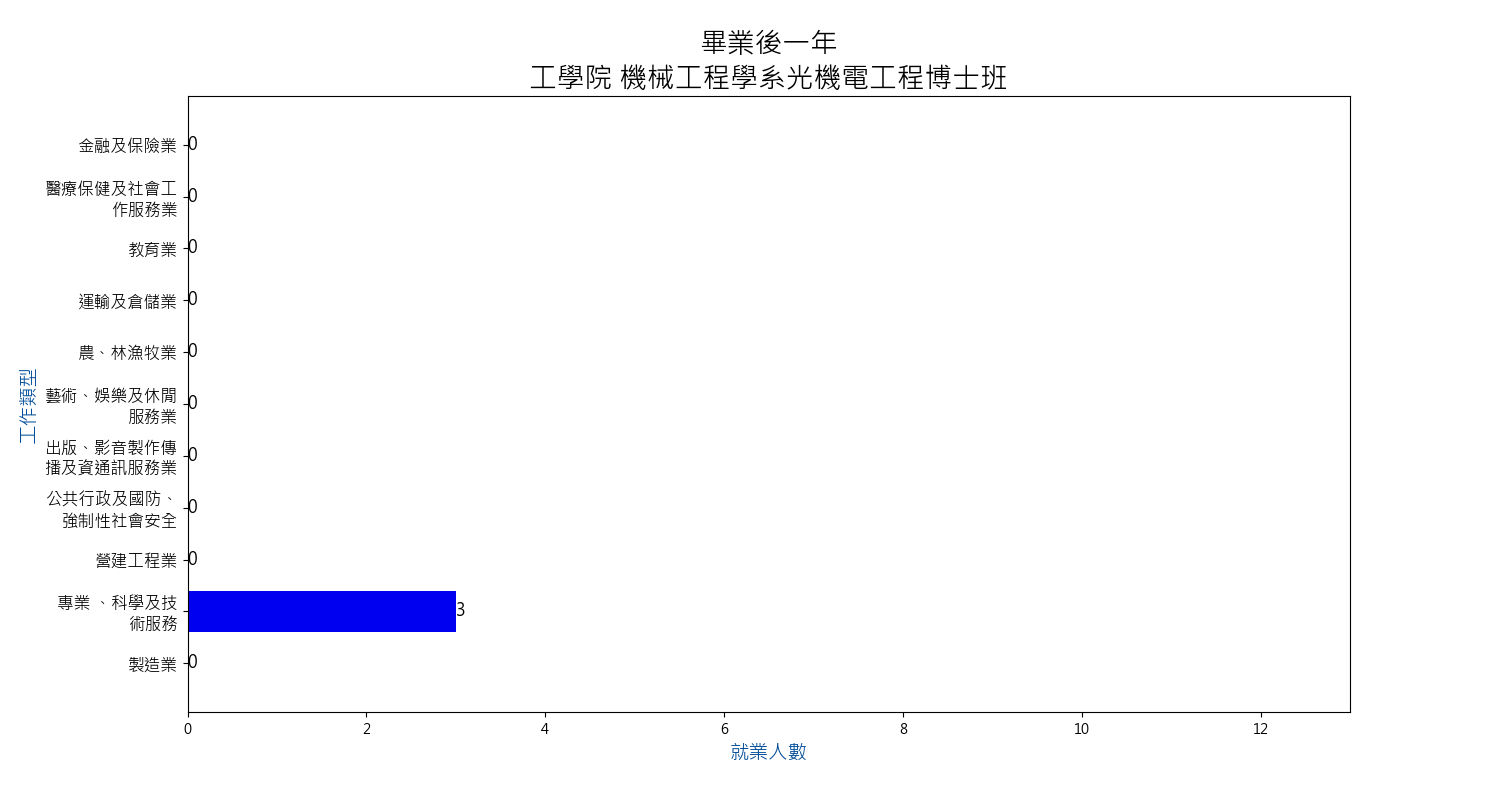 畢業後一年
工學院 機械工程學系光機電工程博士班
金融及保險業
0
醫療保健及社會工
作服務業
0
教育業
0
運輸及倉儲業
0
農、林漁牧業
0
藝術、娛樂及休閒
服務業
0
出版、影音製作傳
播及資通訊服務業
0
公共行政及國防、
強制性社會安全
0
營建工程業
0
專業 、科學及技
術服務
3
製造業
0
工作類型
0 2 4 6 8 10 12
就業人數